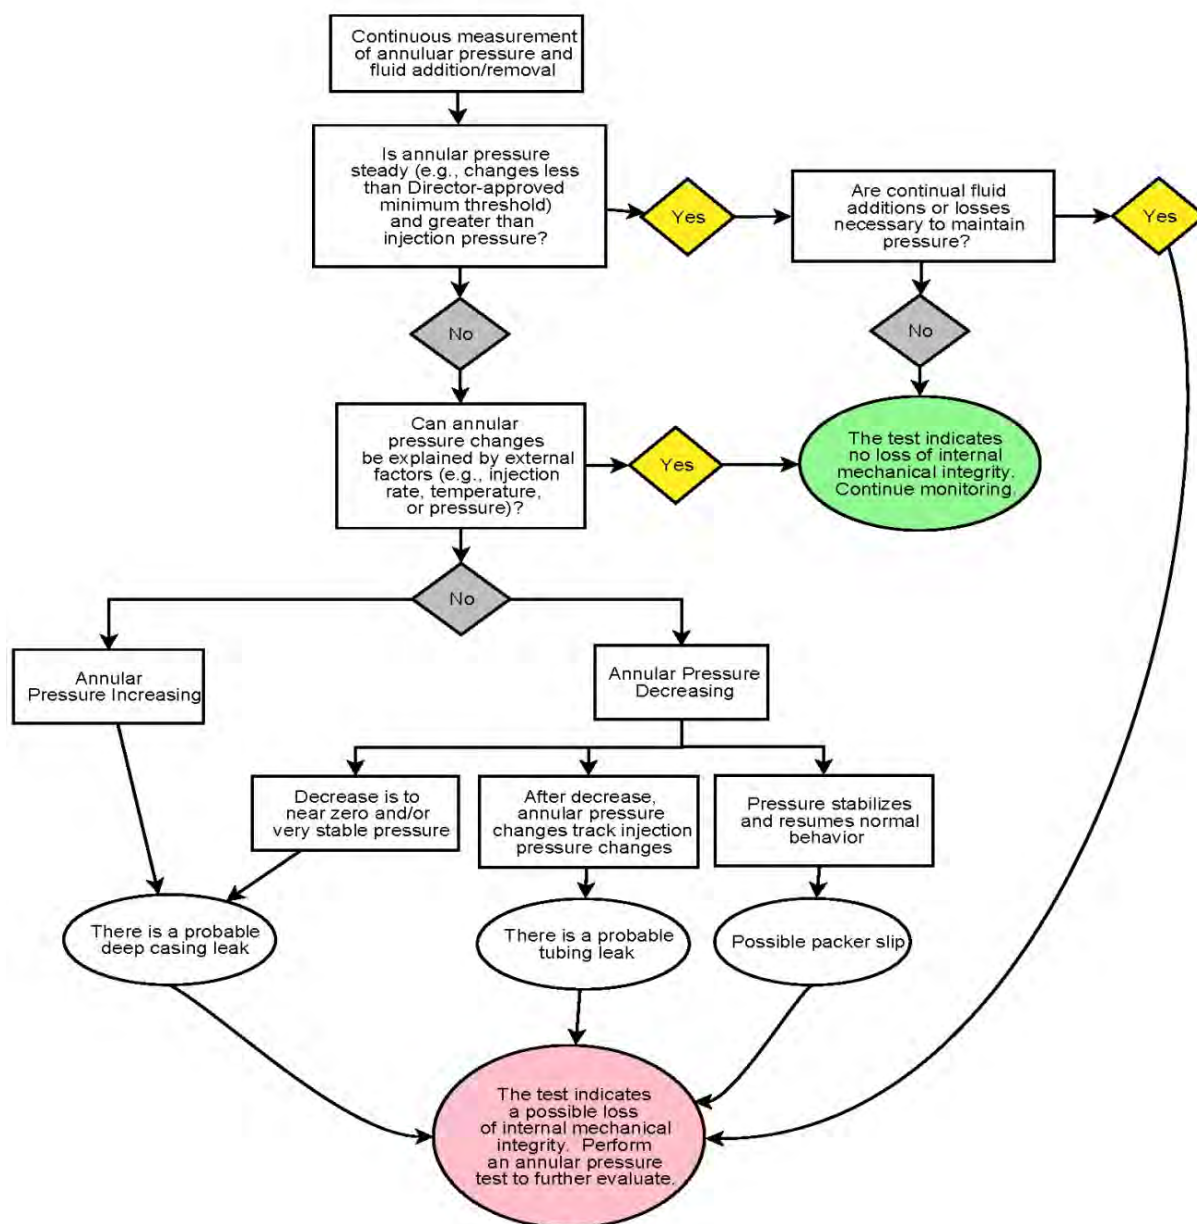 Continuous measurement
of annuluar pressure and
fluid addition/removal
Is annular pressure
steady (e.g., changes less
than Director-approved
minimum threshold)
and greater than
injection pressure?
Yes
Are continual fluid
additions or losses
necessary to maintain
pressure?
Yes
No
No
Can annular
pressure changes
be explained by external
factors (e.g., injection
rate, temperature,
or pressure)?
Yes
The test indicates
no loss of internal
mechanical integrity.
Continue monitoring.
No
Annular
Pressure Increasing
Annular Pressure
Decreasing
Decrease is to
near zero and/or
very stable pressure
After decrease,
annular pressure
changes track injection
pressure changes
Pressure stabilizes
and resumes normal
behavior
There is a probable
deep casing leak
There is a probable
tubing leak
Possible packer slip
The test indicates
a possible loss
of internal mechanical
integrity. Perform
an annular pressure
test to further evaluate.